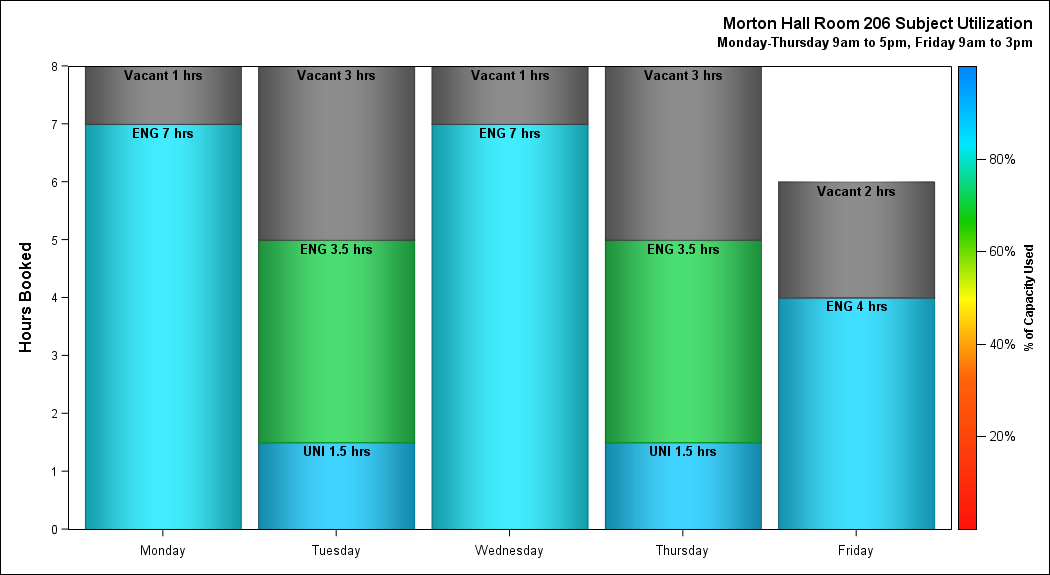 Morton Hall Room 206 Subject Utilization
Monday-Thursday 9am to 5pm, Friday 9am to 3pm
Hours Booked
8
7
6
5
4
3
2
1
0
Vacant 1 hrs
ENG 7 hrs
Vacant 3 hrs
ENG 3.5 hrs
UNI 1.5 hrs
Vacant 1 hrs
ENG 7 hrs
Vacant 3 hrs
ENG 3.5 hrs
UNI 1.5 hrs
Vacant 2 hrs
ENG 4 hrs
Monday
Tuesday
Wednesday
Thursday
Friday
80%
60%
40%
20%
% of Capacity Used